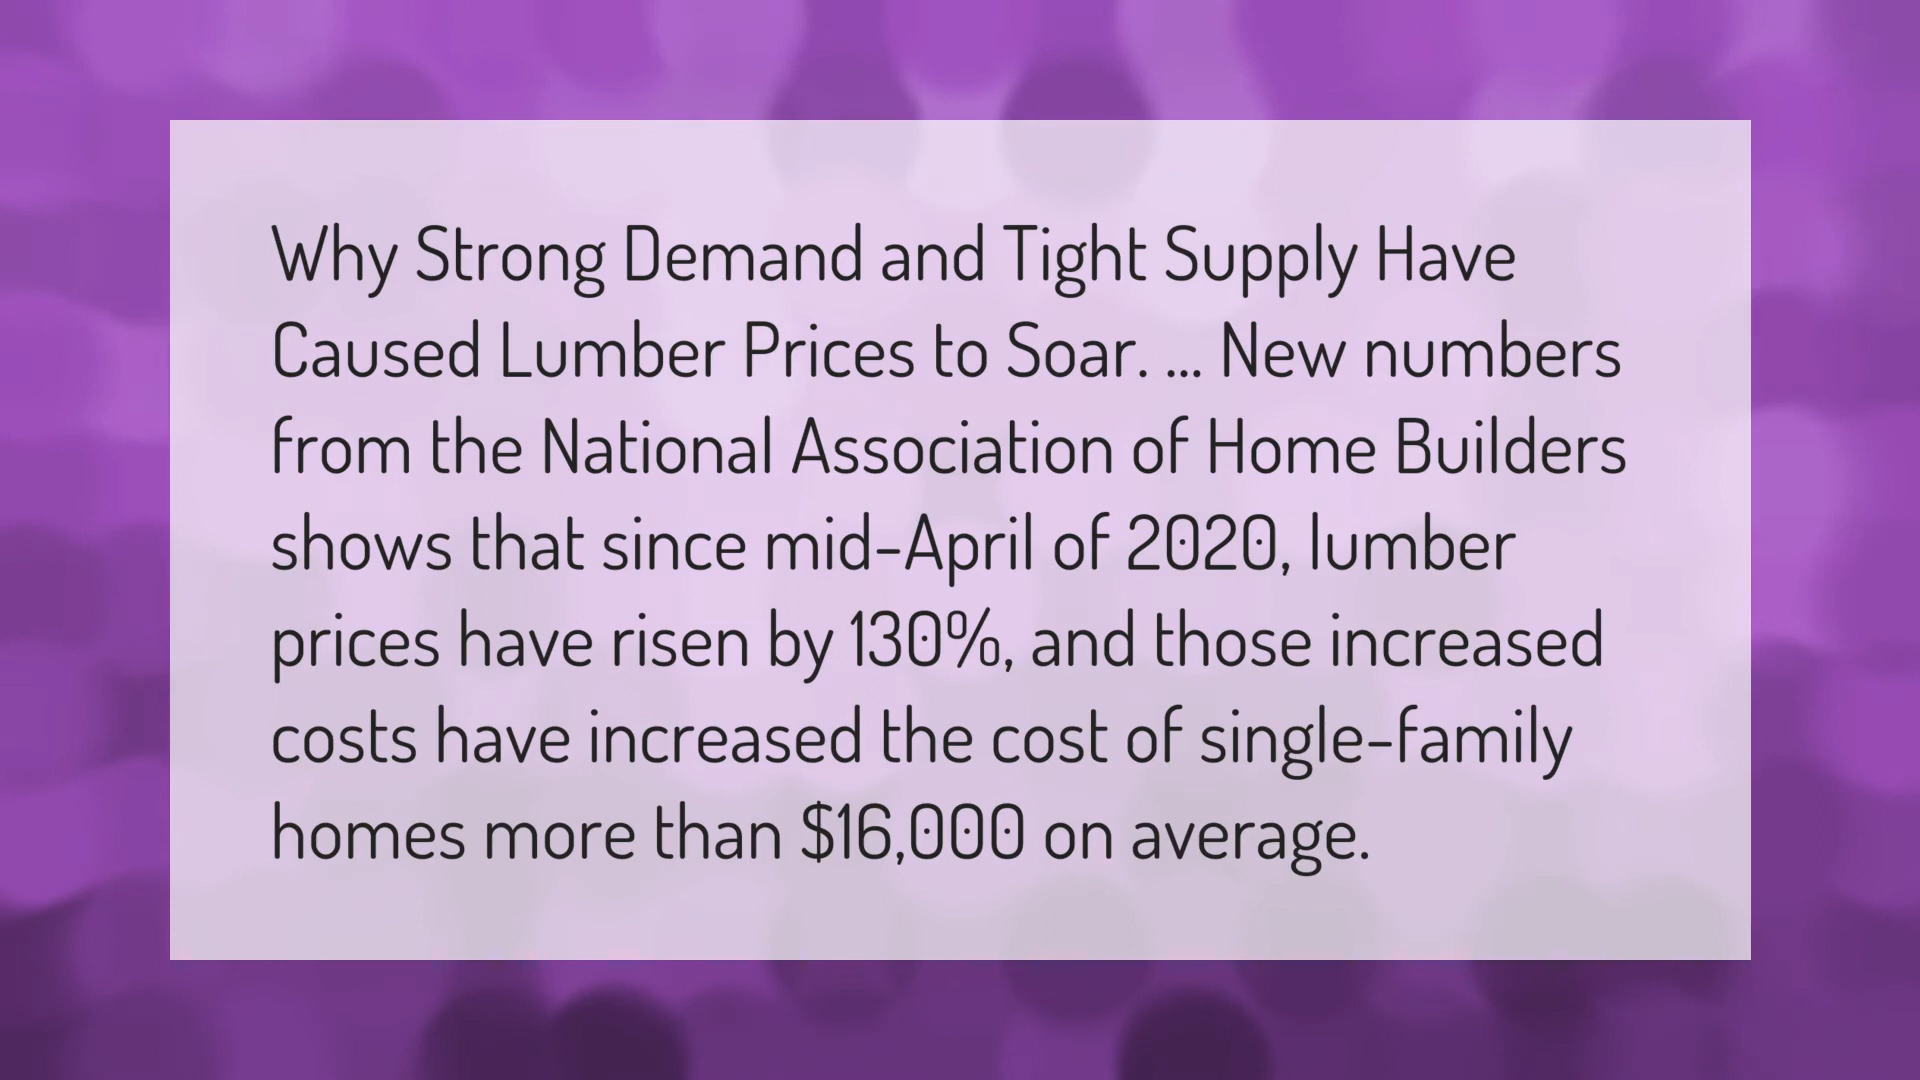 Why Strong Demand and Tight Supply Have
Caused Lumber Prices to Soar. ... New numbers
from the National Association of Home Builders
shows that since mid-April of 2020, lumber
prices have risen by 130%, and those increased
costs have increased the cost of single-family
homes more than $16,000 on average.